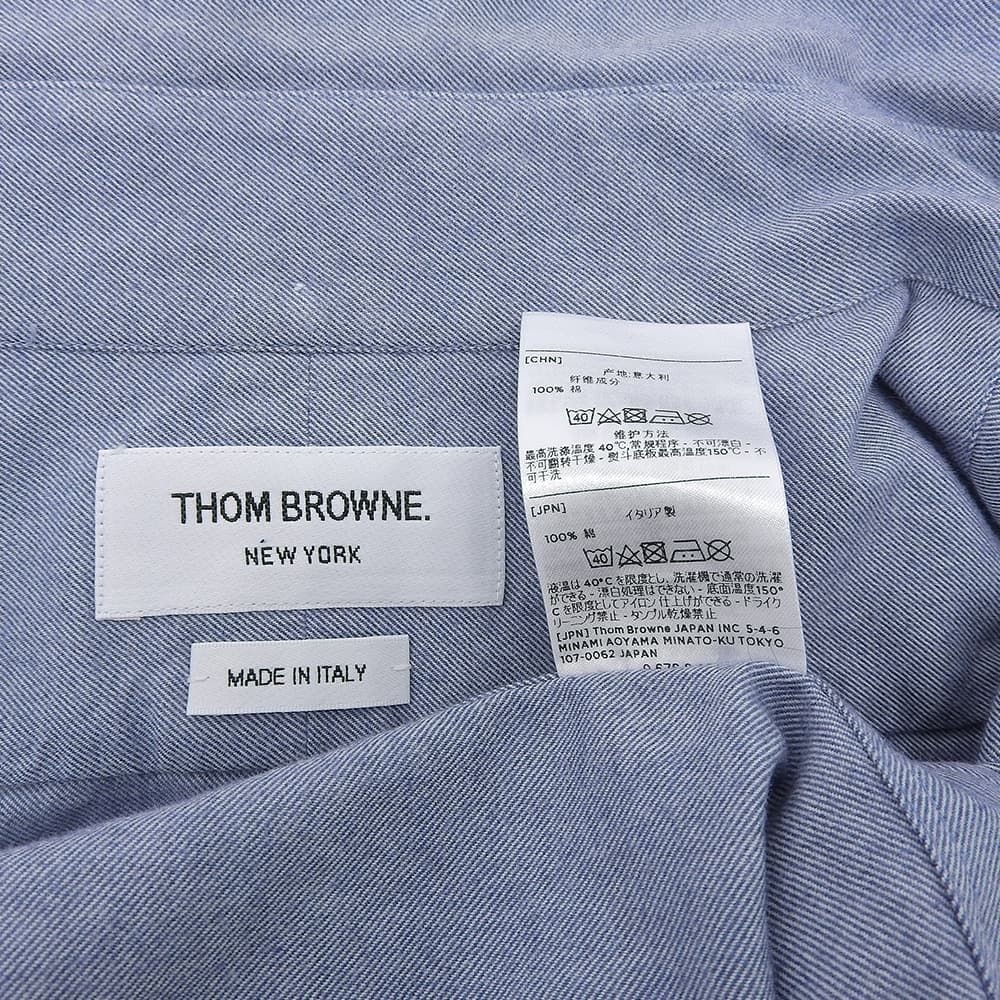 THOM BROWNE.
NEW YORK
MADE IN ITALY
[CHN]
产地:意大利
纤维成分
100% 棉
40
维护方法
最高洗涤温度 40°C,常规程序 - 不可漂白 -
不可翻转干燥 - 熨斗底板最高温度150°C - 不
可干洗
[JPN]
イタリア製
100% 綿
40
液温は 40°C を限度とし、洗濯機で通常の洗濯
ができる - 漂白処理はできない - 底面温度150°
C を限度としてアイロン 仕上げができる - ドライク
リーニング禁止 - タンブル乾燥禁止
[JPN] Thom Browne JAPAN INC 5-4-6
MINAMI AOYAMA MINATO-KU TOKYO
107-0062 JAPAN